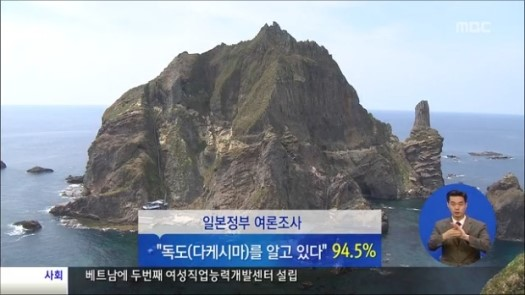 mbc
일본정부 여론조사
"독도(다케시마)를 알고 있다" 94.5%
사회 베트남에 두번째 여성직업능력개발센터 설립